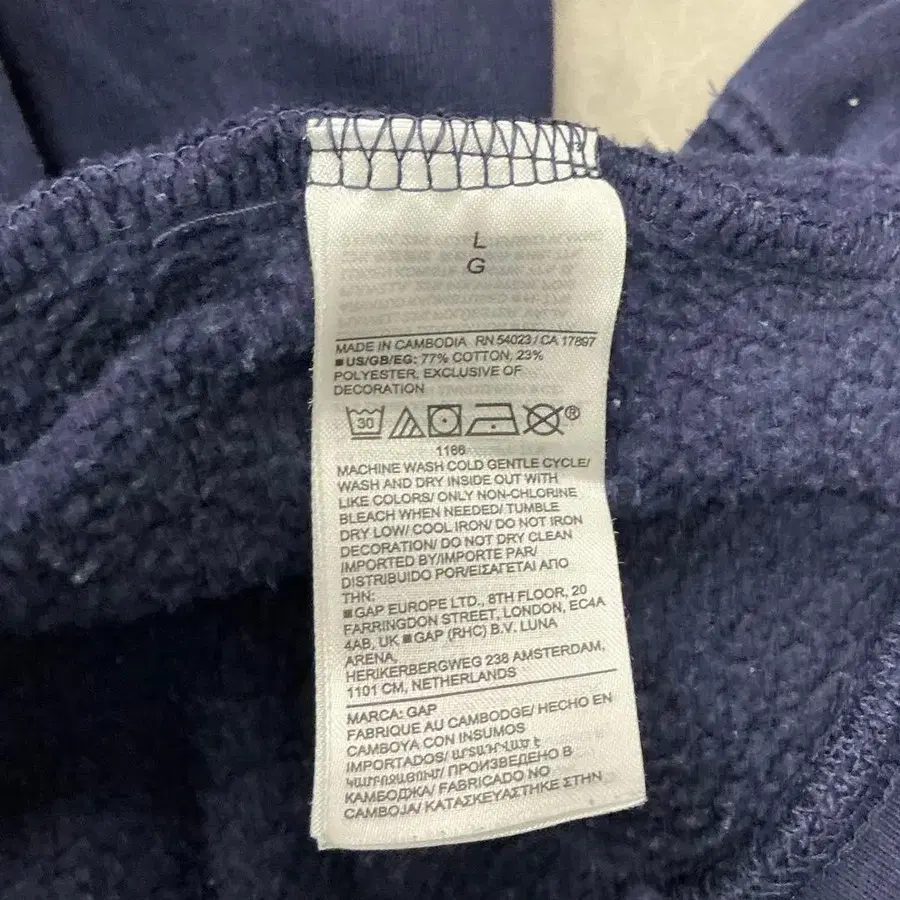 L
G
MADE IN CAMBODIA RN 54023 / CA 17897
■ US/GB/EG: 77% COTTON, 23%
POLYESTER, EXCLUSIVE OF
DECORATION
30 ®
1186
MACHINE WASH COLD GENTLE CYCLE/
WASH AND DRY INSIDE OUT WITH
LIKE COLORS/ ONLY NON-CHLORINE
BLEACH WHEN NEEDED/ TUMBLE
DRY LOW/ COOL IRON/ DO NOT IRON
DECORATION/ DO NOT DRY CLEAN
IMPORTED BY/IMPORTE PAR/
DISTRIBUIDO POR/ΕΙΣΑΓΕΤΑΙ ΑΠΟ
ΤΗΝ:
■ GAP EUROPE LTD., 8TH FLOOR, 20
FARRINGDON STREET, LONDON, EC4A
4AB, UK ■ GAP (RHC) B.V. LUNA
ARENA,
HERIKERBERGWEG 238 AMSTERDAM,
1101 CM, NETHERLANDS
MARCA: GAP
FABRIQUE AU CAMBODGE/ HECHO EN
CAMBOYA CON INSUMOS
IMPORTADOS/ ԱՐՏԱԴՐՎԱԾ Է
ԿԱՄԲՈՋԱՅՈՒՄ/ ПРОИЗВЕДЕНО В
КАМБОДЖА/ FABRICADO NO
CAMBOJA/ ΚΑΤΑΣΚΕΥΑΣΤΗΚΕ ΣΤΗΝ